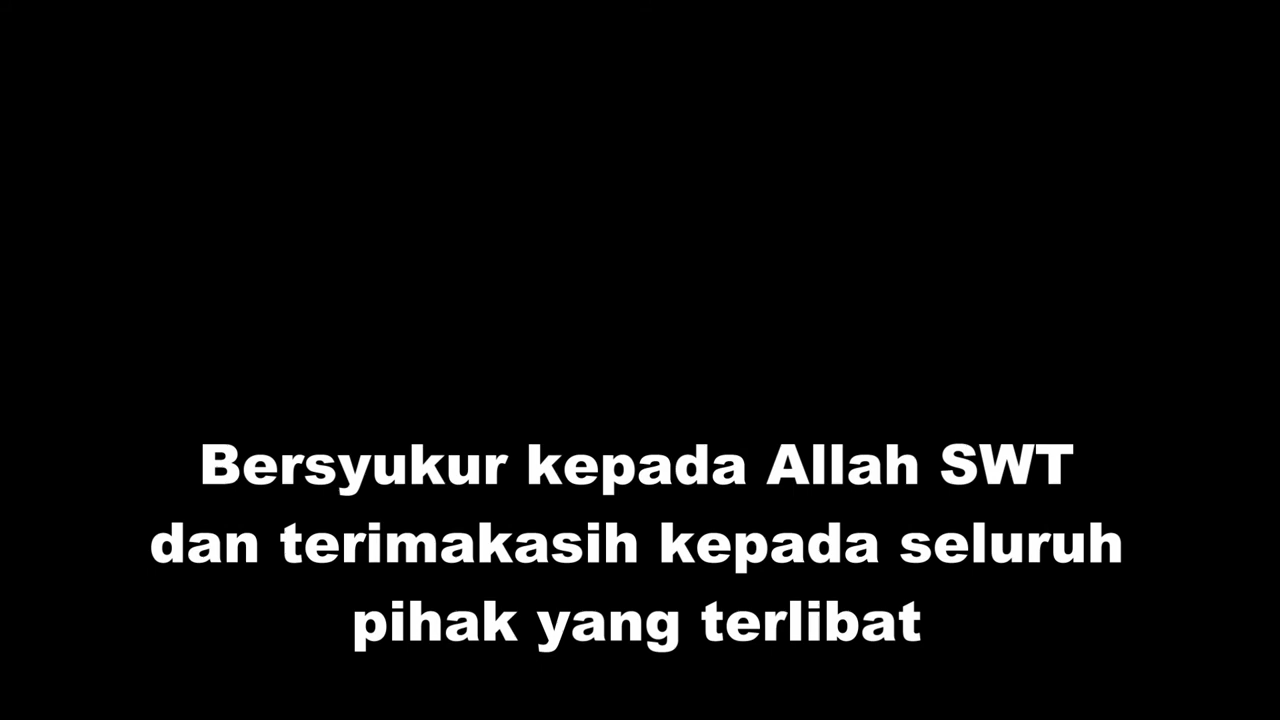 Bersyukur kepada Allah SWT
dan terimakasih kepada seluruh
pihak yang terlibat